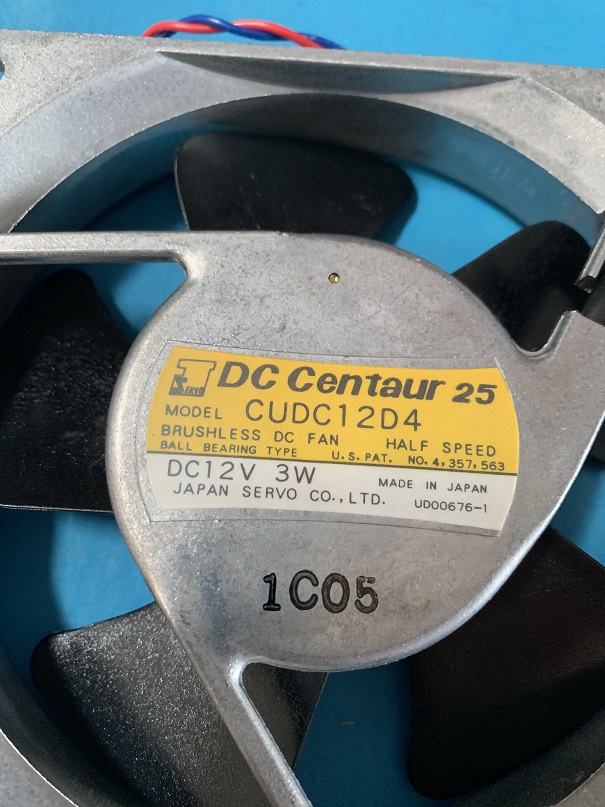 J SERVO DC Centaur 25
MODEL CUDC12D4
BRUSHLESS DC FAN HALF SPEED
BALL BEARING TYPE U.S. PAT. NO. 4,357,563
DC12V 3W MADE IN JAPAN
JAPAN SERVO CO., LTD. UD00676-1
1C05